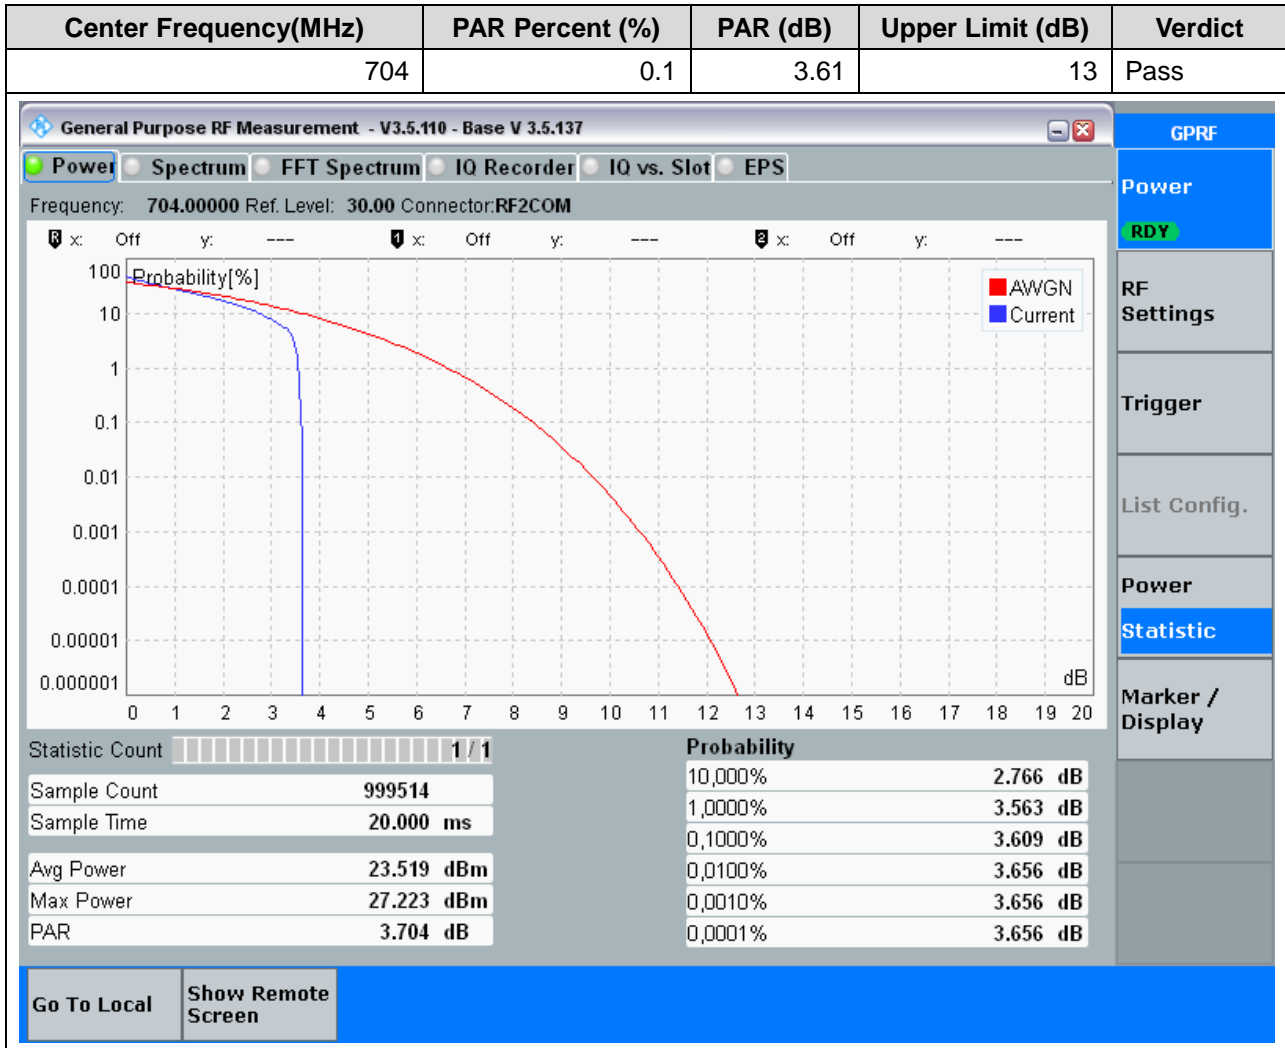 Center Frequency(MHz) PAR Percent (%) PAR (dB) Upper Limit (dB) Verdict
704 0.1 3.61 13 Pass
General Purpose RF Measurement - V3.5.110 - Base V 3.5.137
GPRF
Power Spectrum FFT Spectrum IQ Recorder IQ vs. Slot EPS
Frequency: 704.00000 Ref. Level: 30.00 Connector:RF2COM
R x: Off y: --- 1 x: Off y: --- 2 x: Off y: ---
Probability[%]
AWGN
Current
100
10
1
0.1
0.01
0.001
0.0001
0.00001
0.000001
dB
0 1 2 3 4 5 6 7 8 9 10 11 12 13 14 15 16 17 18 19 20
Statistic Count 1 / 1
Sample Count 999514
Sample Time 20.000 ms
Avg Power 23.519 dBm
Max Power 27.223 dBm
PAR 3.704 dB
Probability
10,000% 2.766 dB
1,0000% 3.563 dB
0,1000% 3.609 dB
0,0100% 3.656 dB
0,0010% 3.656 dB
0,0001% 3.656 dB
Power
RDY
RF
Settings
Trigger
List Config.
Power
Statistic
Marker /
Display
Go To Local
Show Remote
Screen